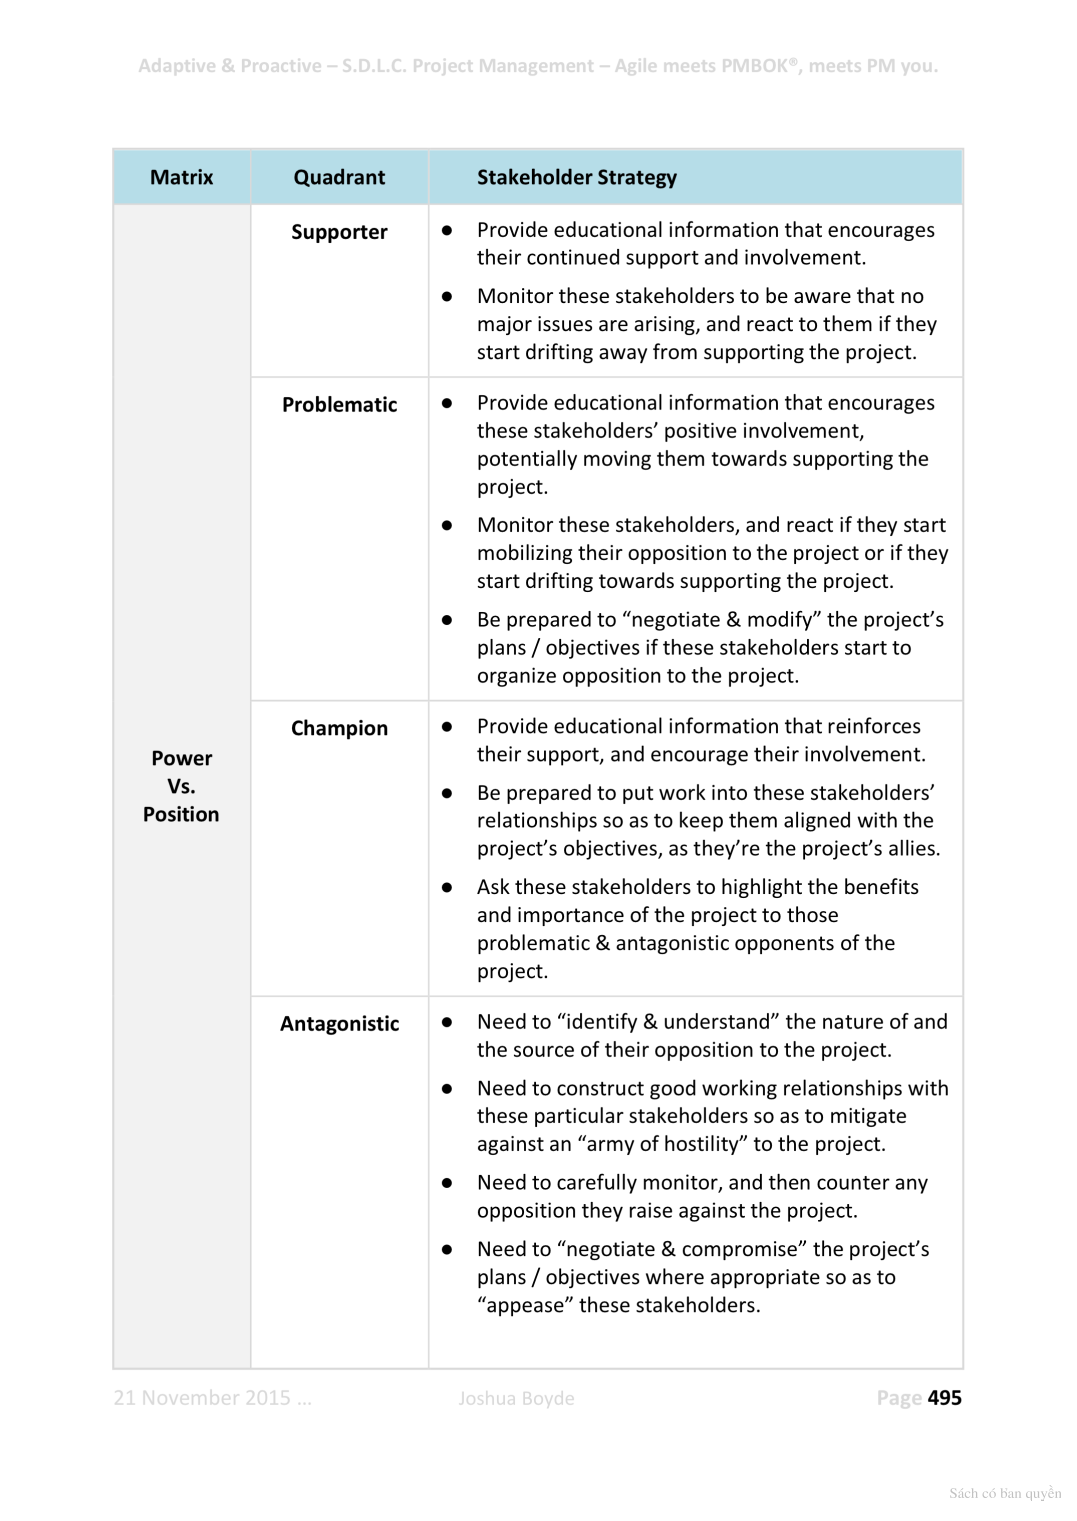 Adaptive & Proactive – S.D.L.C. Project Management – Agile meets PMBOK®, meets PM you.
Matrix Quadrant Stakeholder Strategy
Power
Vs.
Position
Supporter
● Provide educational information that encourages
their continued support and involvement.
● Monitor these stakeholders to be aware that no
major issues are arising, and react to them if they
start drifting away from supporting the project.
Problematic
● Provide educational information that encourages
these stakeholders’ positive involvement,
potentially moving them towards supporting the
project.
● Monitor these stakeholders, and react if they start
mobilizing their opposition to the project or if they
start drifting towards supporting the project.
● Be prepared to “negotiate & modify” the project’s
plans / objectives if these stakeholders start to
organize opposition to the project.
Champion
● Provide educational information that reinforces
their support, and encourage their involvement.
● Be prepared to put work into these stakeholders’
relationships so as to keep them aligned with the
project’s objectives, as they’re the project’s allies.
● Ask these stakeholders to highlight the benefits
and importance of the project to those
problematic & antagonistic opponents of the
project.
Antagonistic
● Need to “identify & understand” the nature of and
the source of their opposition to the project.
● Need to construct good working relationships with
these particular stakeholders so as to mitigate
against an “army of hostility” to the project.
● Need to carefully monitor, and then counter any
opposition they raise against the project.
● Need to “negotiate & compromise” the project’s
plans / objectives where appropriate so as to
“appease” these stakeholders.
21 November 2015 … Joshua Boyde Page 495
Sách có bản quyền